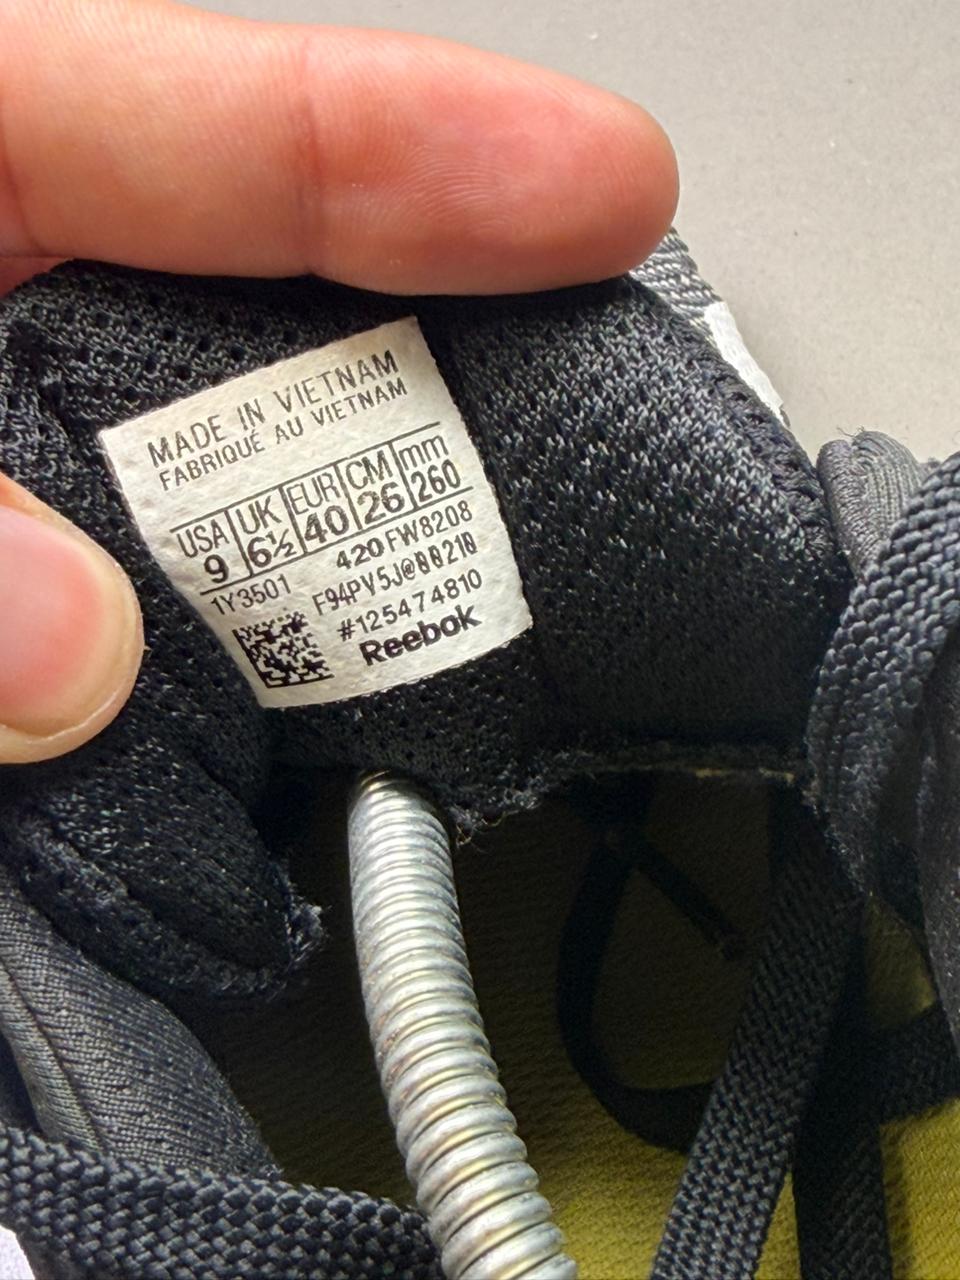 MADE IN VIETNAM
FABRIQUÉ AU VIETNAM
USA UK EUR CM mm
9 6½ 40 26 260
1Y3501 420 FW8208
#125474810
Reebok